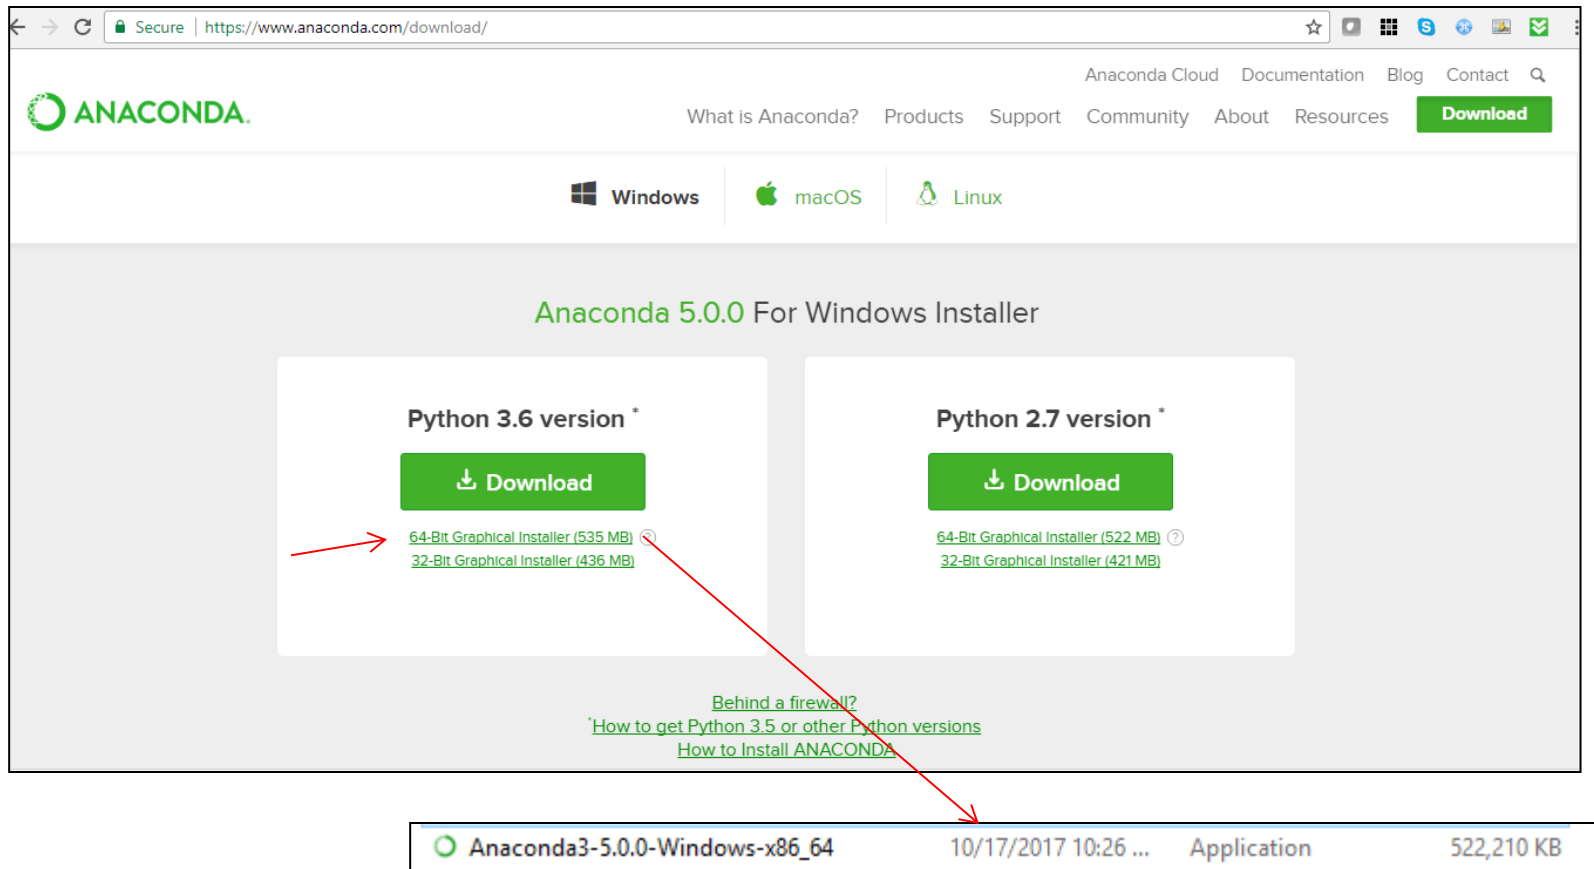 Secure | https://www.anaconda.com/download/
Anaconda Cloud Documentation Blog Contact
ANACONDA.
What is Anaconda? Products Support Community About Resources Download
Windows macOS Linux
Anaconda 5.0.0 For Windows Installer
Python 3.6 version *
Download
64-Bit Graphical Installer (535 MB) ?
32-Bit Graphical Installer (436 MB)
Python 2.7 version *
Download
64-Bit Graphical Installer (522 MB) ?
32-Bit Graphical Installer (421 MB)
Behind a firewall?
*How to get Python 3.5 or other Python versions
How to Install ANACONDA
Anaconda3-5.0.0-Windows-x86_64 10/17/2017 10:26 ... Application 522,210 KB